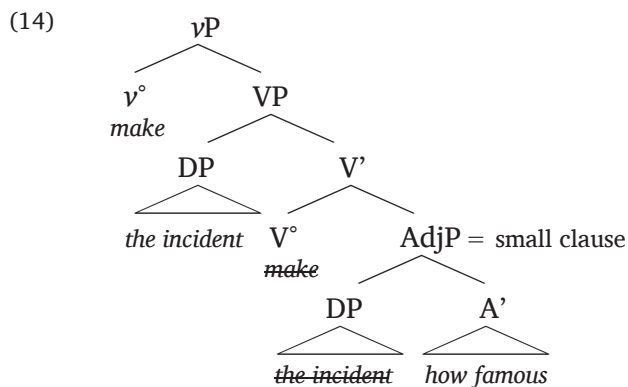 (14)
vP
v° VP
make
DP V'
the incident V° AdjP = small clause
make
DP A'
the incident how famous